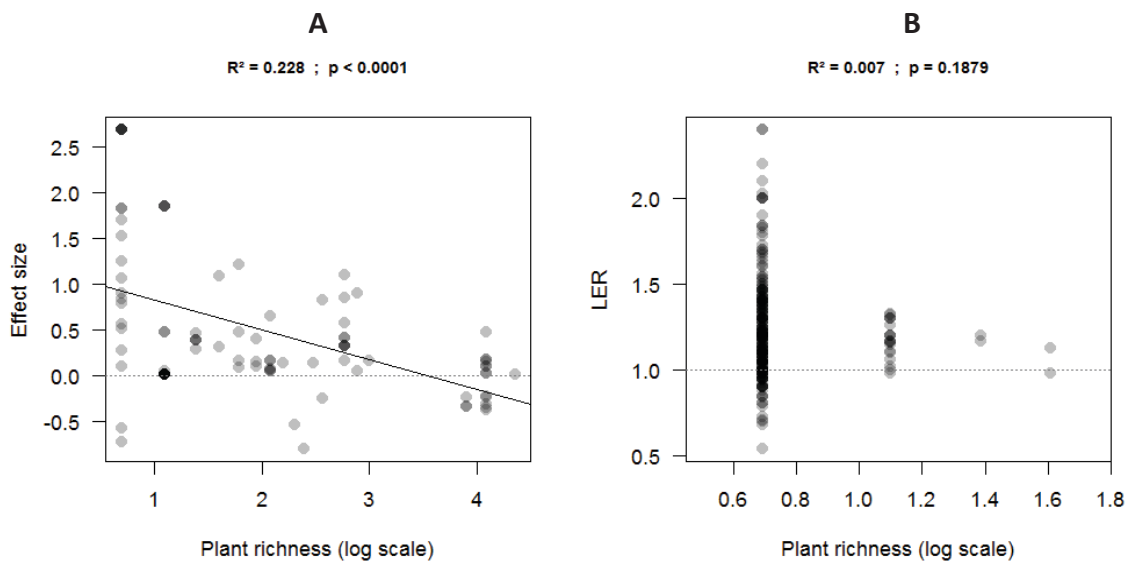 A
R² = 0.228 ; p < 0.0001
Effect size
2.5
2.0
1.5
1.0
0.5
0.0
-0.5
1 2 3 4
Plant richness (log scale)
B
R² = 0.007 ; p = 0.1879
LER
2.0
1.5
1.0
0.5
0.6 0.8 1.0 1.2 1.4 1.6 1.8
Plant richness (log scale)